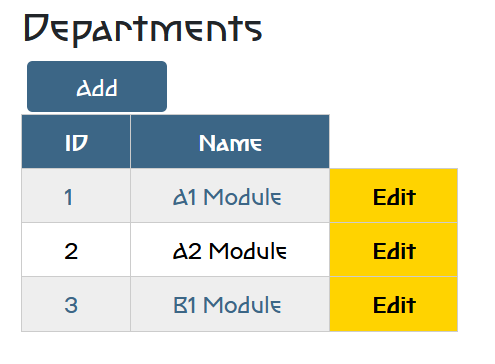 Departments
Add
ID Name
1 A1 Module Edit
2 A2 Module Edit
3 B1 Module Edit